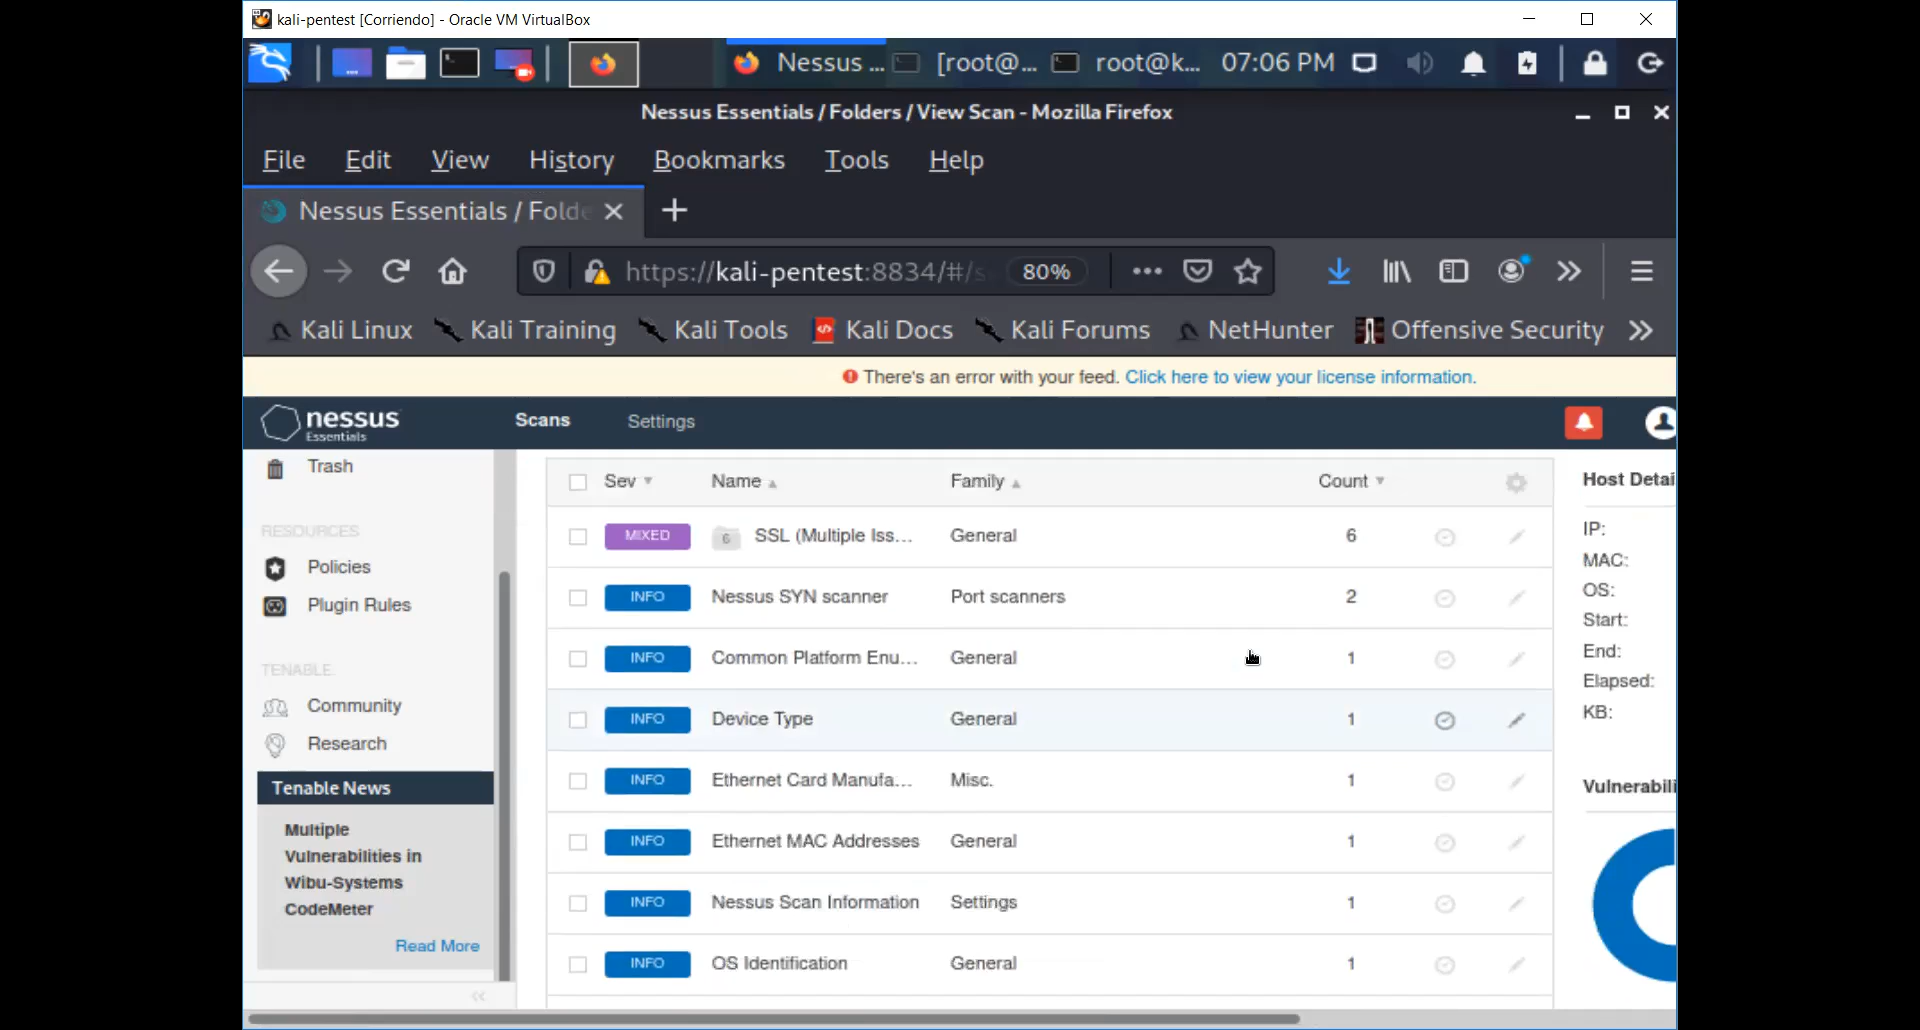 kali-pentest [Corriendo] - Oracle VM VirtualBox
Nessus ... [root@... root@k... 07:06 PM
Nessus Essentials / Folders / View Scan - Mozilla Firefox
File Edit View History Bookmarks Tools Help
Nessus Essentials / Folde
https://kali-pentest:8834/#/s 80%
Kali Linux Kali Training Kali Tools Kali Docs Kali Forums NetHunter Offensive Security
There's an error with your feed. Click here to view your license information.
nessus Essentials Scans Settings
Trash
RESOURCES
Policies
Plugin Rules
TENABLE
Community
Research
Tenable News
Multiple
Vulnerabilities in
Wibu-Systems
CodeMeter
Read More
Sev Name Family Count
MIXED 6 SSL (Multiple Iss... General 6
INFO Nessus SYN scanner Port scanners 2
INFO Common Platform Enu... General 1
INFO Device Type General 1
INFO Ethernet Card Manufa... Misc. 1
INFO Ethernet MAC Addresses General 1
INFO Nessus Scan Information Settings 1
INFO OS Identification General 1
Host Detai
IP:
MAC:
OS:
Start:
End:
Elapsed:
KB:
Vulnerabili